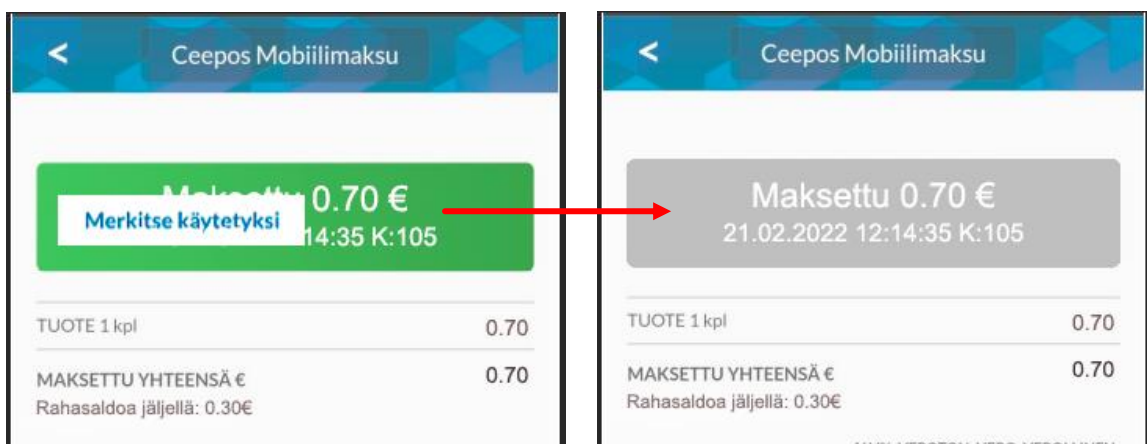 < Ceepos Mobiilimaksu
Maksettu 0.70 €
Merkitse käytetyksi
14:35 K:105
TUOTE 1 kpl 0.70
MAKSETTU YHTEENSÄ € 0.70
Rahasaldoa jäljellä: 0.30€
< Ceepos Mobiilimaksu
Maksettu 0.70 €
21.02.2022 12:14:35 K:105
TUOTE 1 kpl 0.70
MAKSETTU YHTEENSÄ € 0.70
Rahasaldoa jäljellä: 0.30€